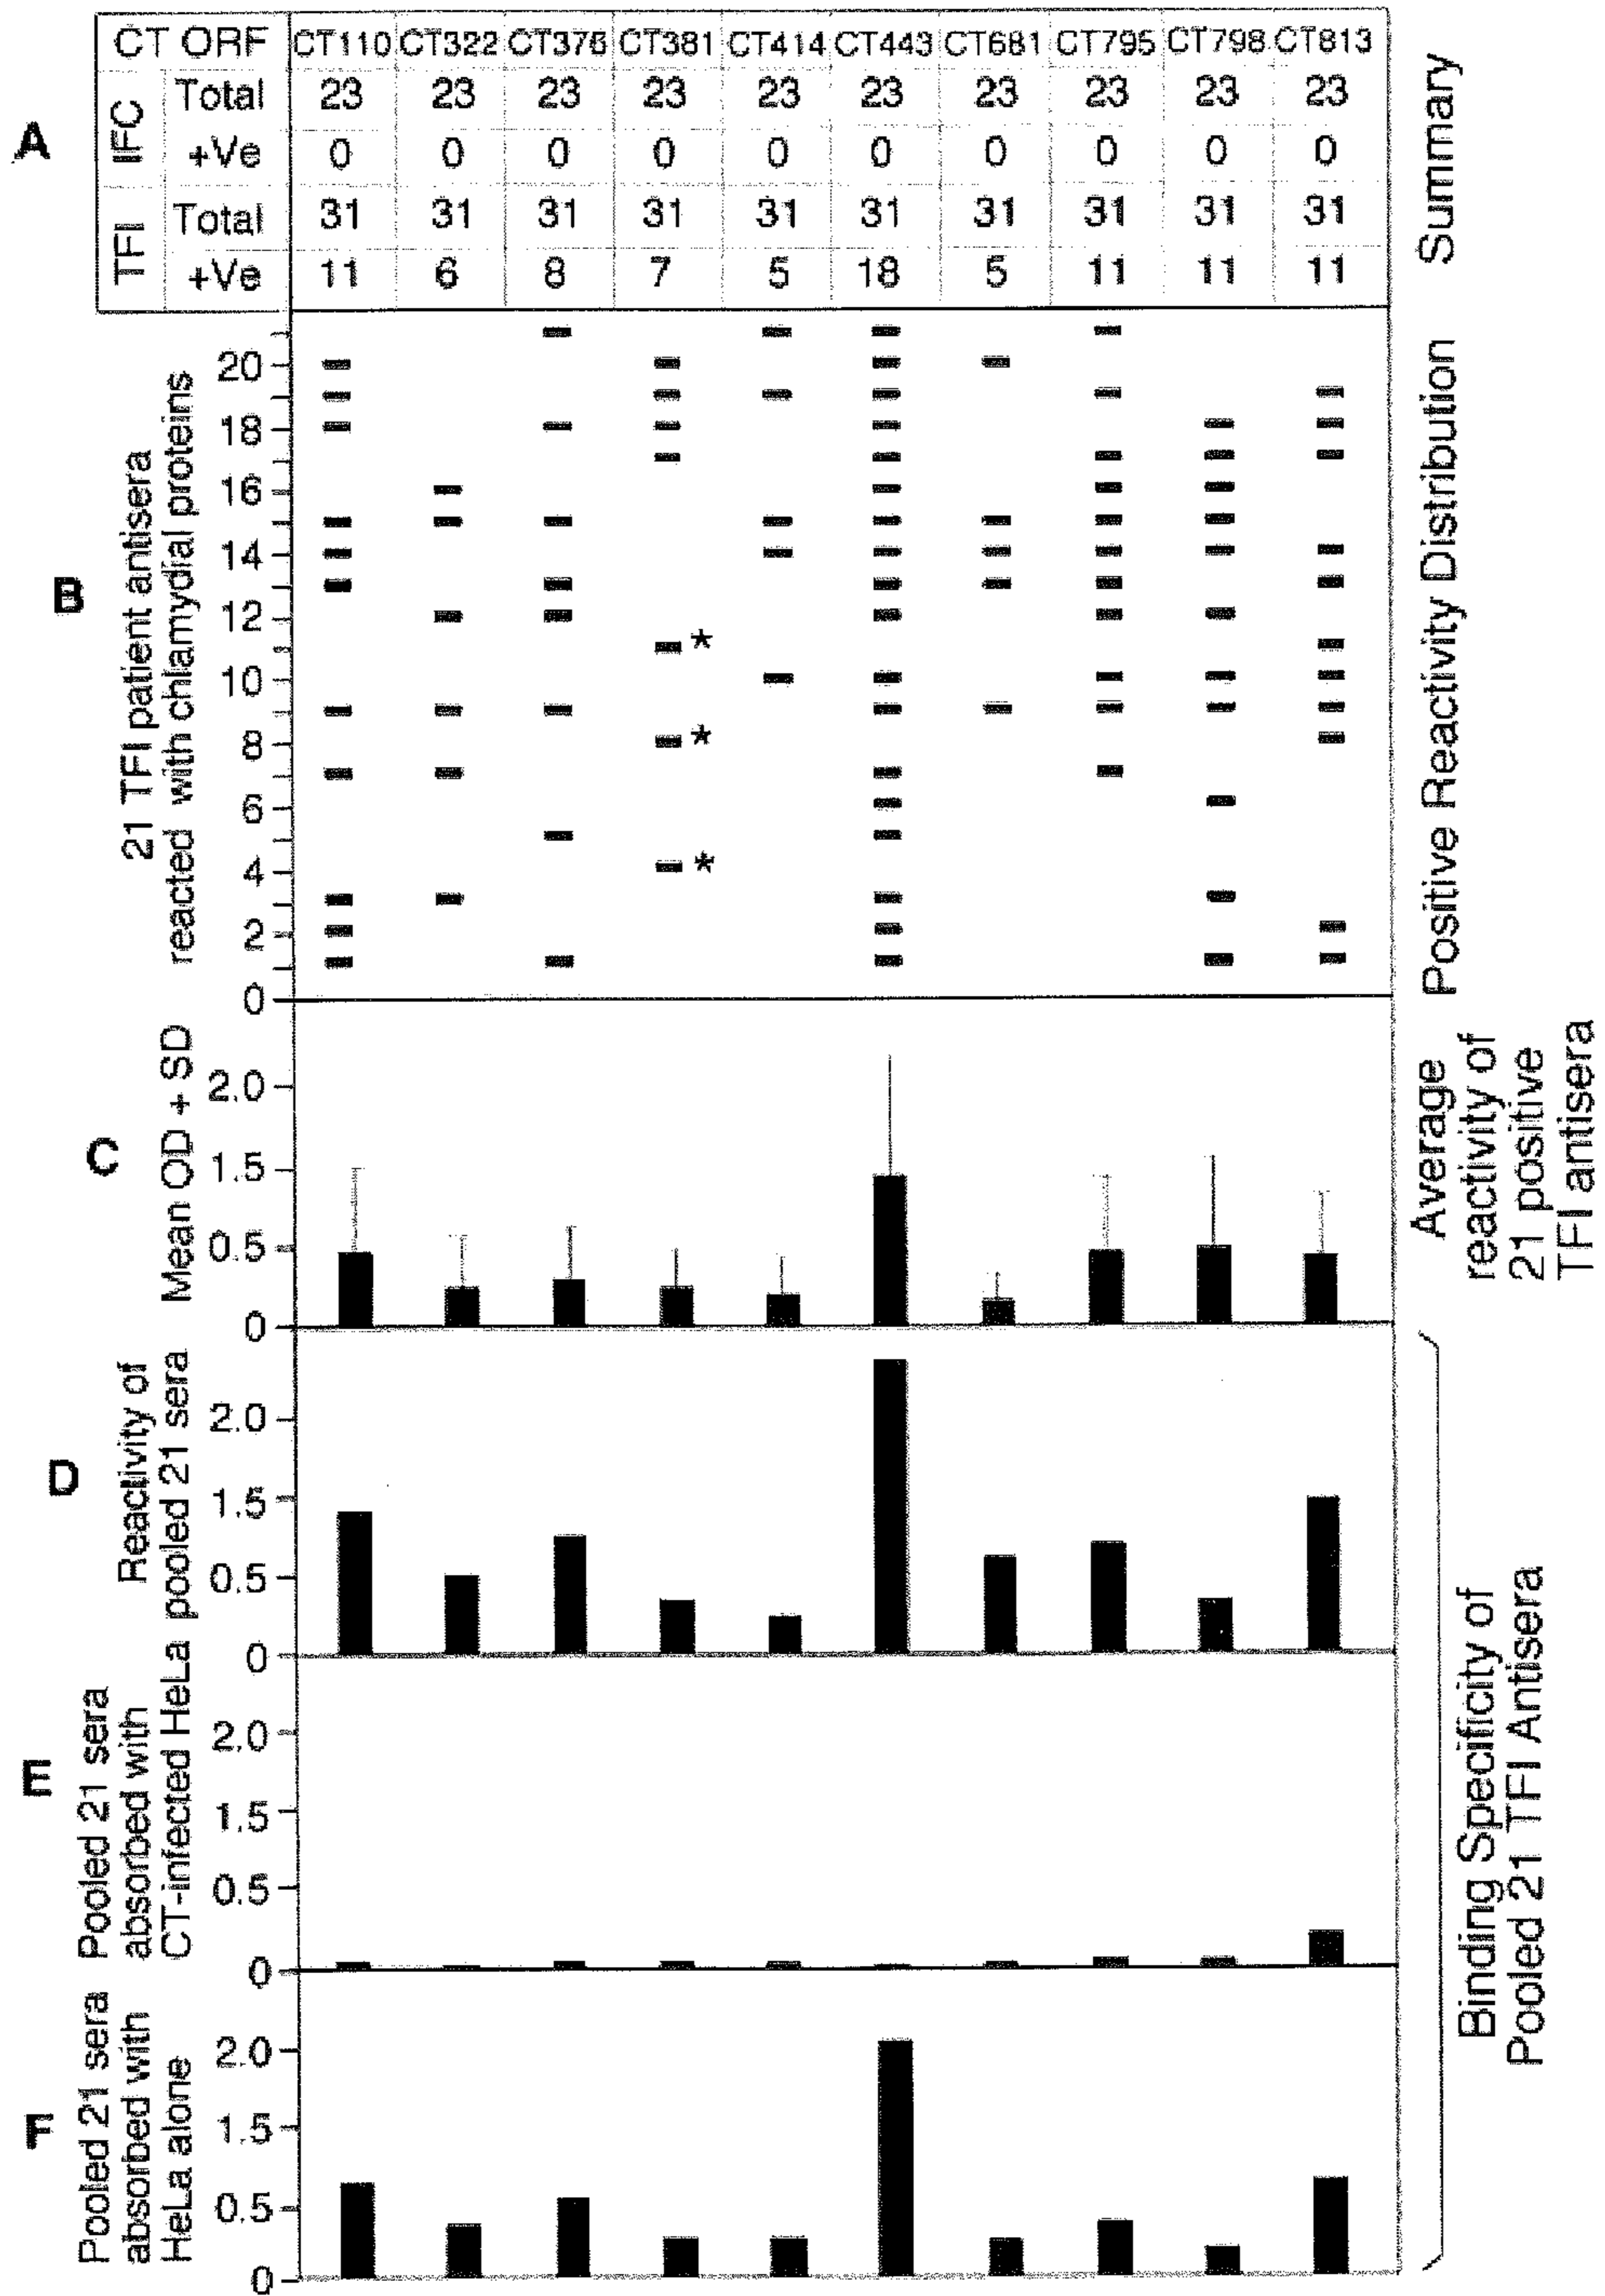 A
CT ORF CT110 CT322 CT376 CT381 CT414 CT443 CT681 CT795 CT798 CT813
IFC
Total 23 23 23 23 23 23 23 23 23 23
+Ve 0 0 0 0 0 0 0 0 0 0
TFI
Total 31 31 31 31 31 31 31 31 31 31
+Ve 11 6 8 7 5 18 5 11 11 11
Summary
B
21 TFI patient antisera
reacted with chlamydial proteins
20
18
16
14
12
10
8
6
4
2
0
*
*
*
Positive Reactivity Distribution
C
Mean OD + SD
2.0
1.5
0.5
0
Average
reactivity of
21 positive
TFI antisera
D
Reactivity of
pooled 21 sera
2.0
1.5
0.5
0
E
Pooled 21 sera
absorbed with
CT-infected HeLa
2.0
1.5
0.5
0
F
Pooled 21 sera
absorbed with
HeLa alone
2.0
1.5
0.5
0
Binding Specificity of
Pooled 21 TFI Antisera